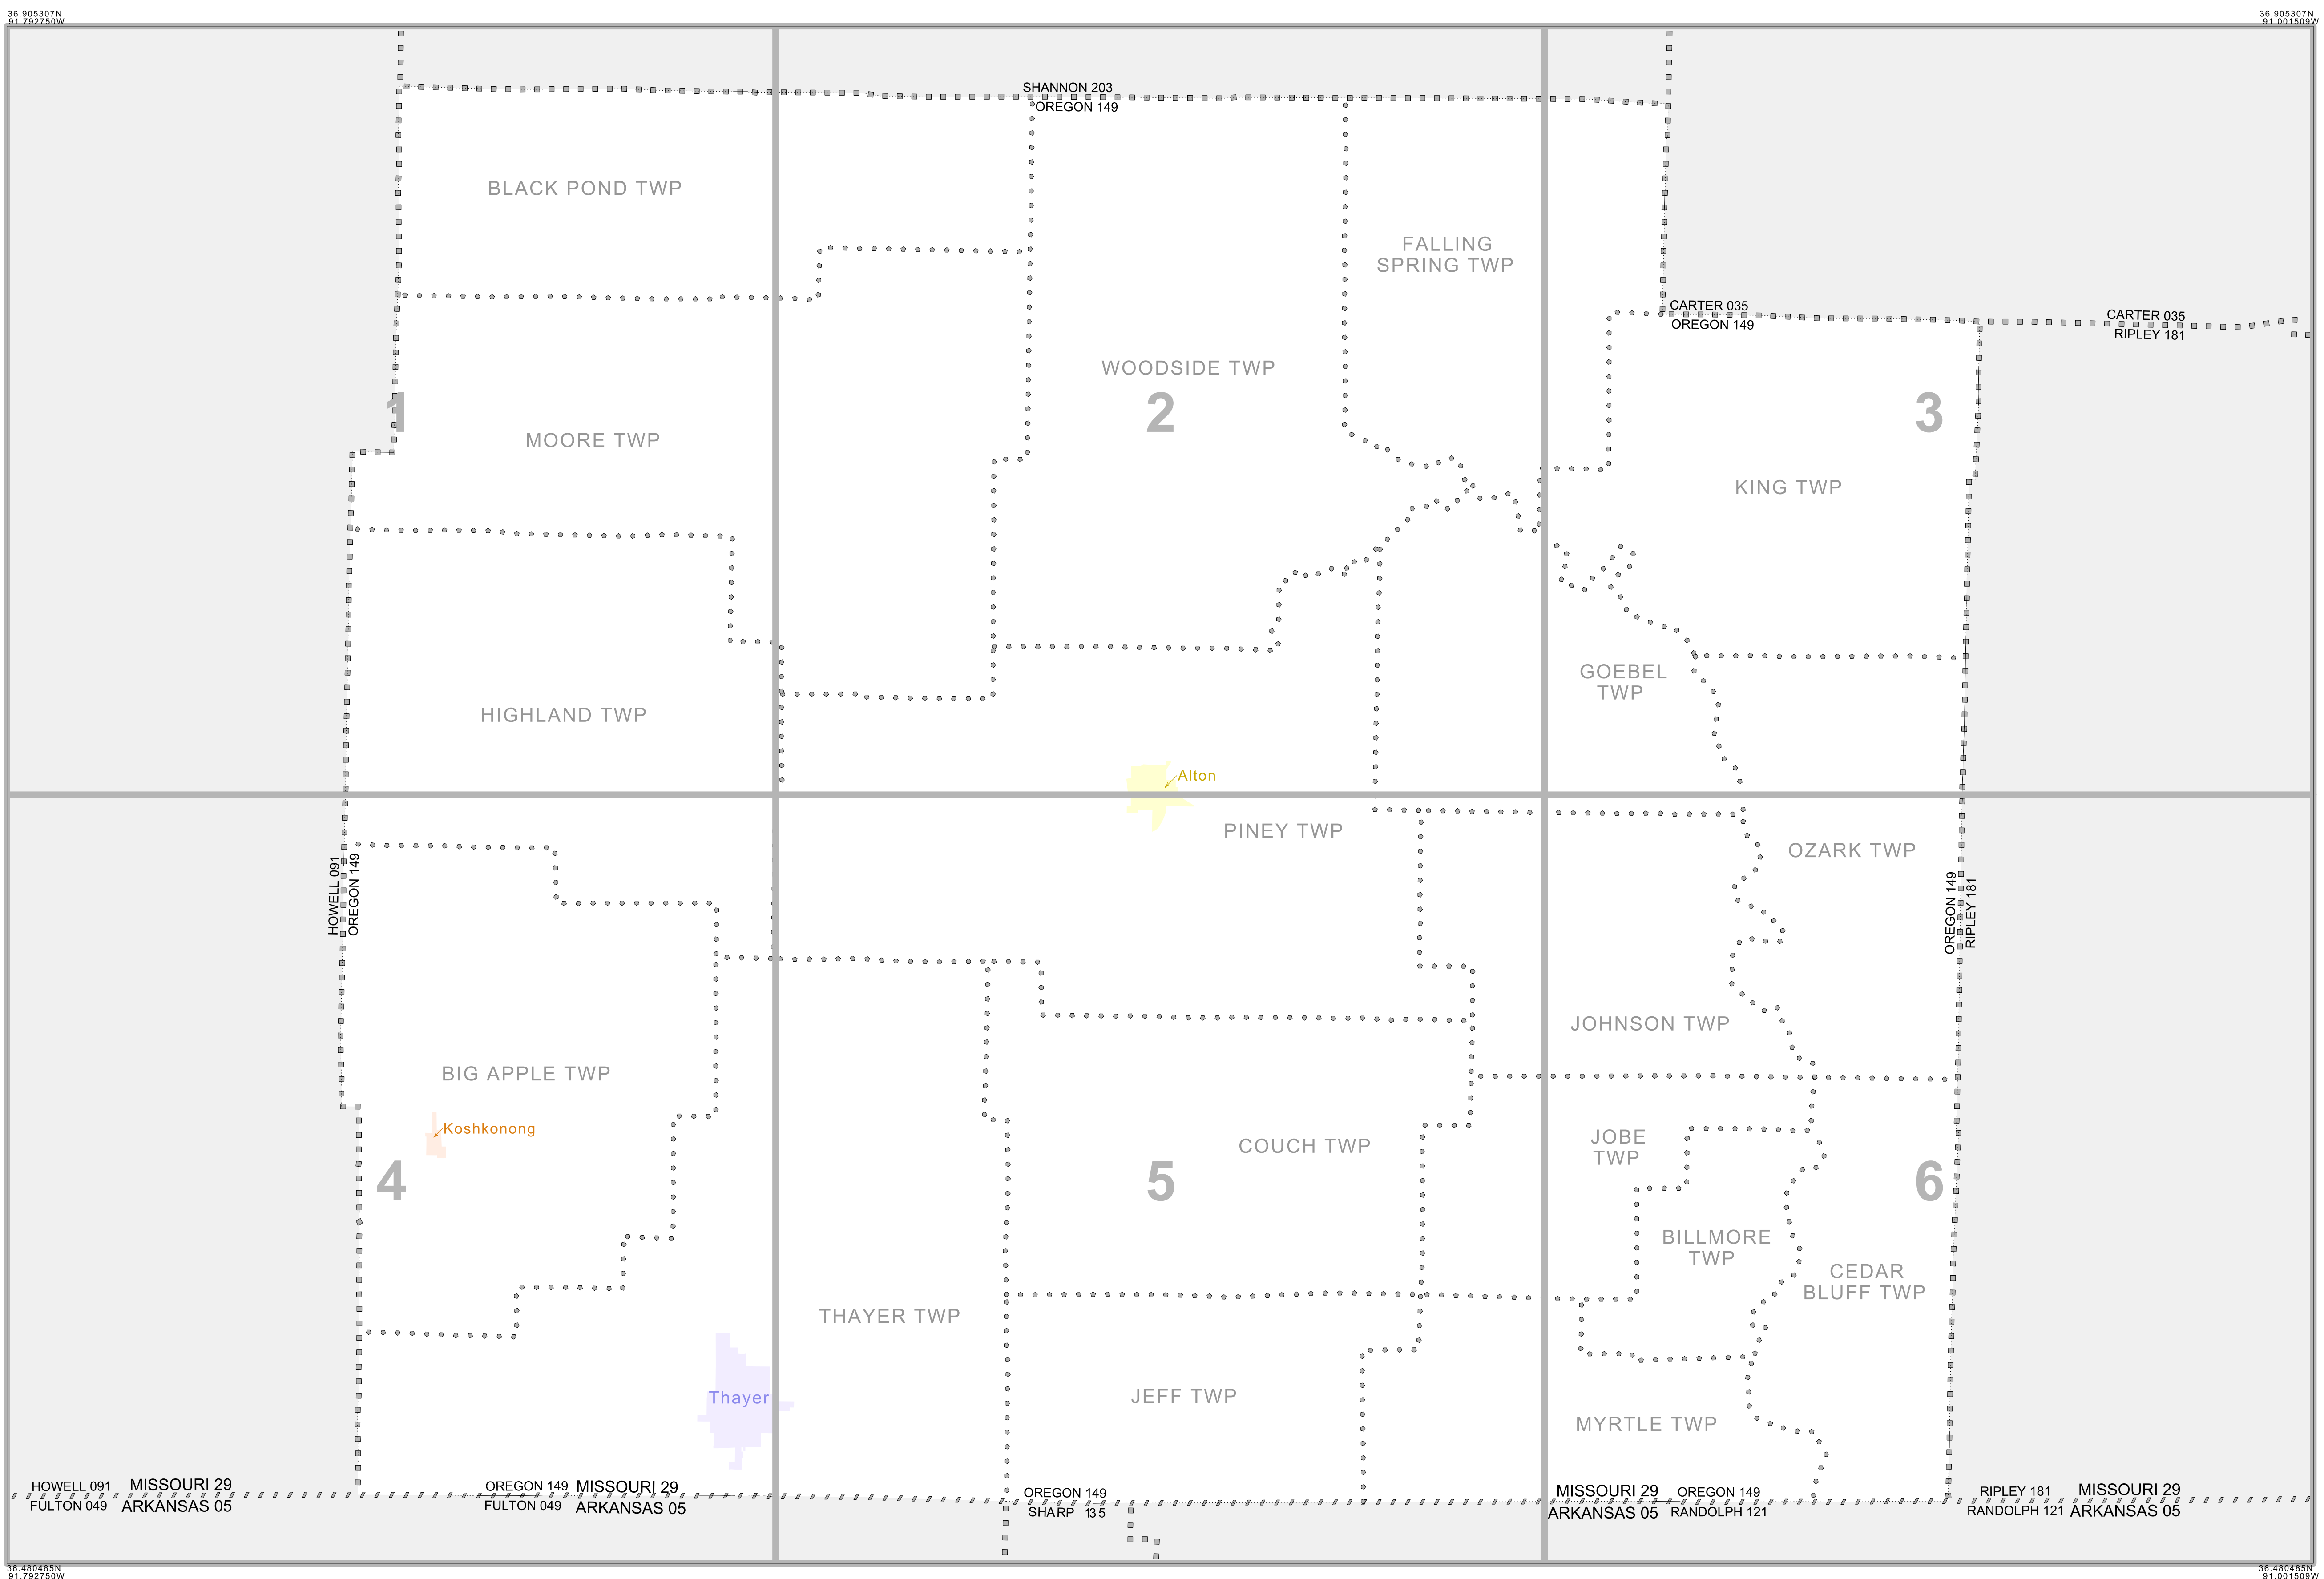 36.905307N
91.792750W
36.905307N
91.001509W
SHANNON 203
OREGON 149
BLACK POND TWP
FALLING
SPRING TWP
CARTER 035
OREGON 149
CARTER 035
RIPLEY 181
WOODSIDE TWP
1
2
3
MOORE TWP
KING TWP
GOEBEL
TWP
HIGHLAND TWP
Alton
PINEY TWP
OZARK TWP
HOWELL 091
OREGON 149
OREGON 149
RIPLEY 181
JOHNSON TWP
BIG APPLE TWP
Koshkonong
COUCH TWP
JOBE
TWP
4
5
6
BILLMORE
TWP
CEDAR
BLUFF TWP
THAYER TWP
Thayer
JEFF TWP
MYRTLE TWP
HOWELL 091 MISSOURI 29
FULTON 049 ARKANSAS 05
OREGON 149 MISSOURI 29
FULTON 049 ARKANSAS 05
OREGON 149
SHARP 135
MISSOURI 29 OREGON 149
ARKANSAS 05 RANDOLPH 121
RIPLEY 181 MISSOURI 29
RANDOLPH 121 ARKANSAS 05
36.480485N
91.792750W
36.480485N
91.001509W